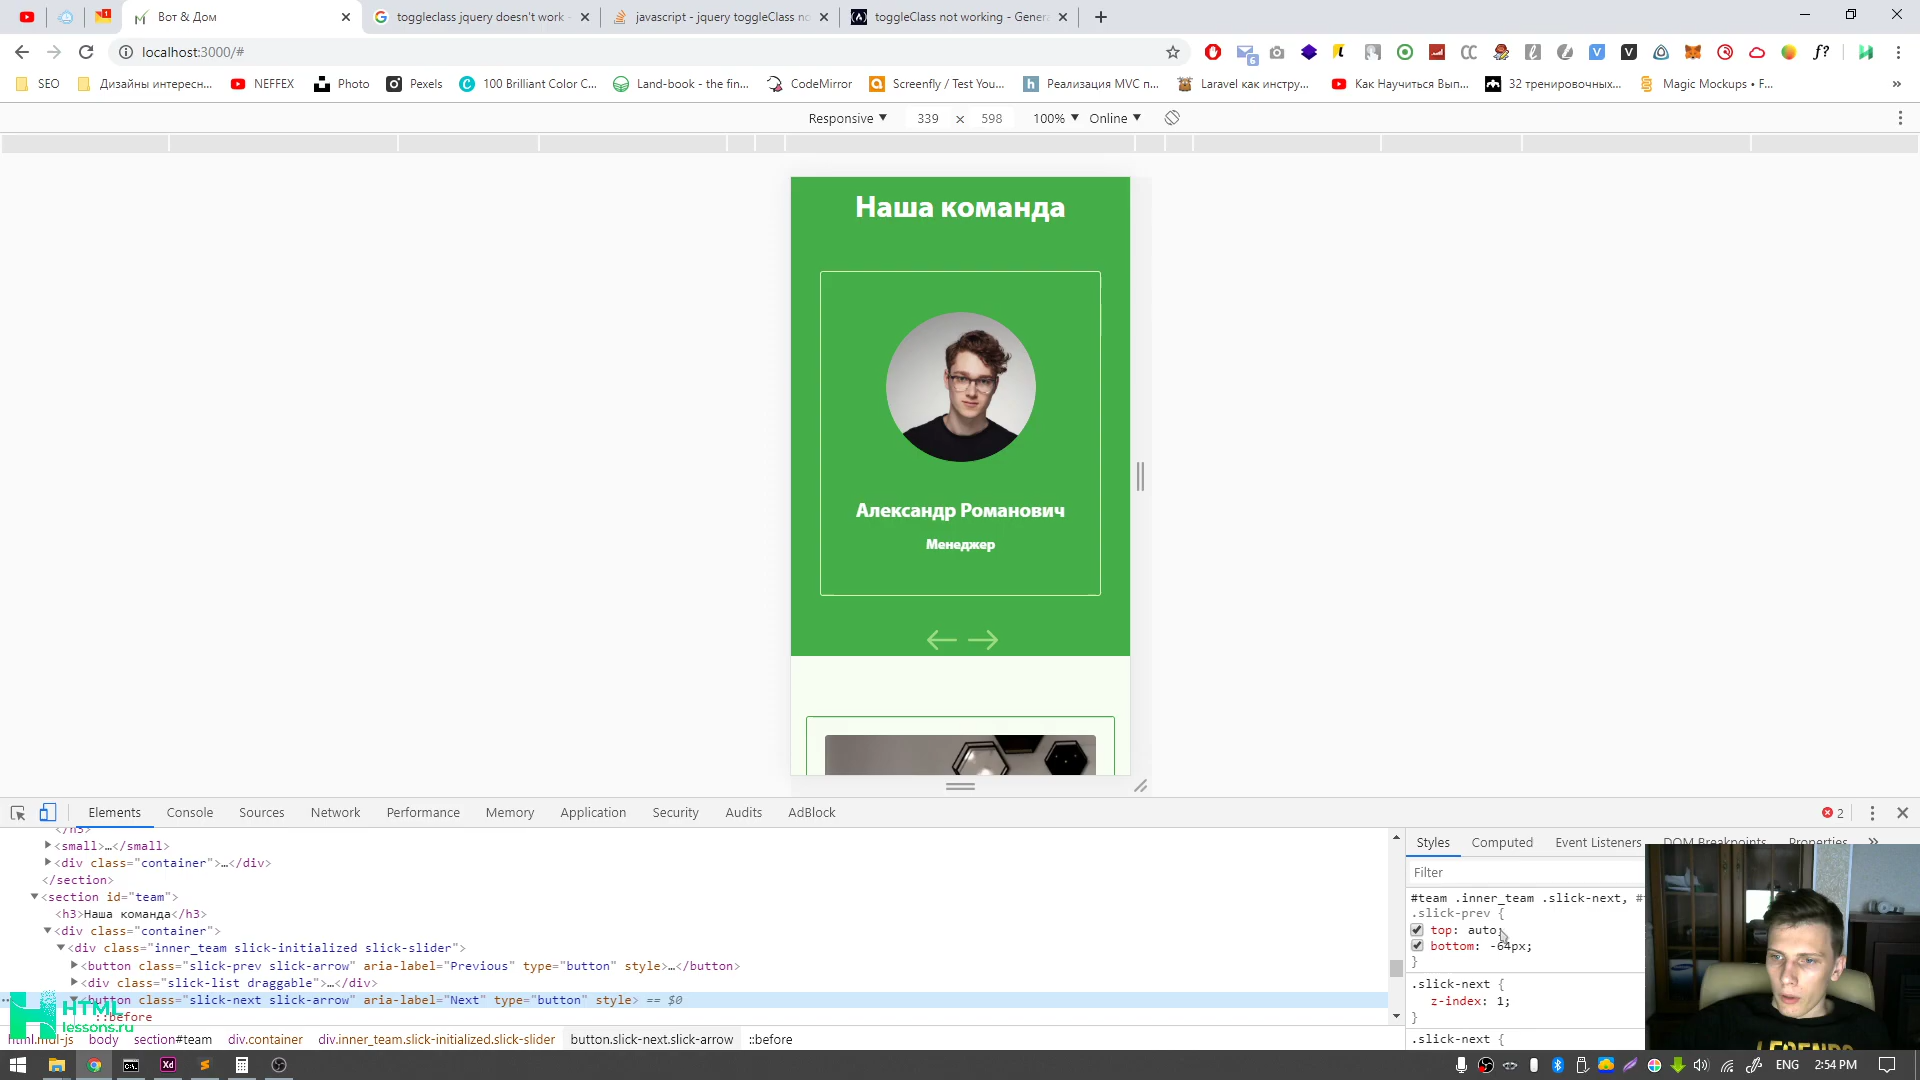 Вот & Дом
toggleclass jquery doesn't work -
javascript - jquery toggleClass no
toggleClass not working - Genera
localhost:3000/#
SEO
Дизайны интересн...
NEFFEX
Photo
Pexels
100 Brilliant Color C...
Land-book - the fin...
CodeMirror
Screenfly / Test You...
Реализация MVC п...
Laravel как инстру...
Как Научиться Вып...
32 тренировочных...
Magic Mockups • F...
»
Responsive ▼ 339 × 598 100% ▼ Online ▼
Наша команда
Александр Романович
Менеджер
Elements Console Sources Network Performance Memory Application Security Audits AdBlock
2
</h3>
<small>…</small>
<div class="container">…</div>
</section>
<section id="team">
<h3>Наша команда</h3>
<div class="container">
<div class="inner_team slick-initialized slick-slider">
<button class="slick-prev slick-arrow" aria-label="Previous" type="button" style>…</button>
<div class="slick-list draggable">…</div>
<button class="slick-next slick-arrow" aria-label="Next" type="button" style> == $0
::before
body section#team div.container div.inner_team.slick-initialized.slick-slider button.slick-next.slick-arrow ::before
Styles Computed Event Listeners DOM Breakpoints Properties »
Filter
#team .inner_team .slick-next,
.slick-prev {
top: auto;
bottom: -64px;
}
.slick-next {
z-index: 1;
}
.slick-next {
HTML
lessons.ru
ENG 2:54 PM